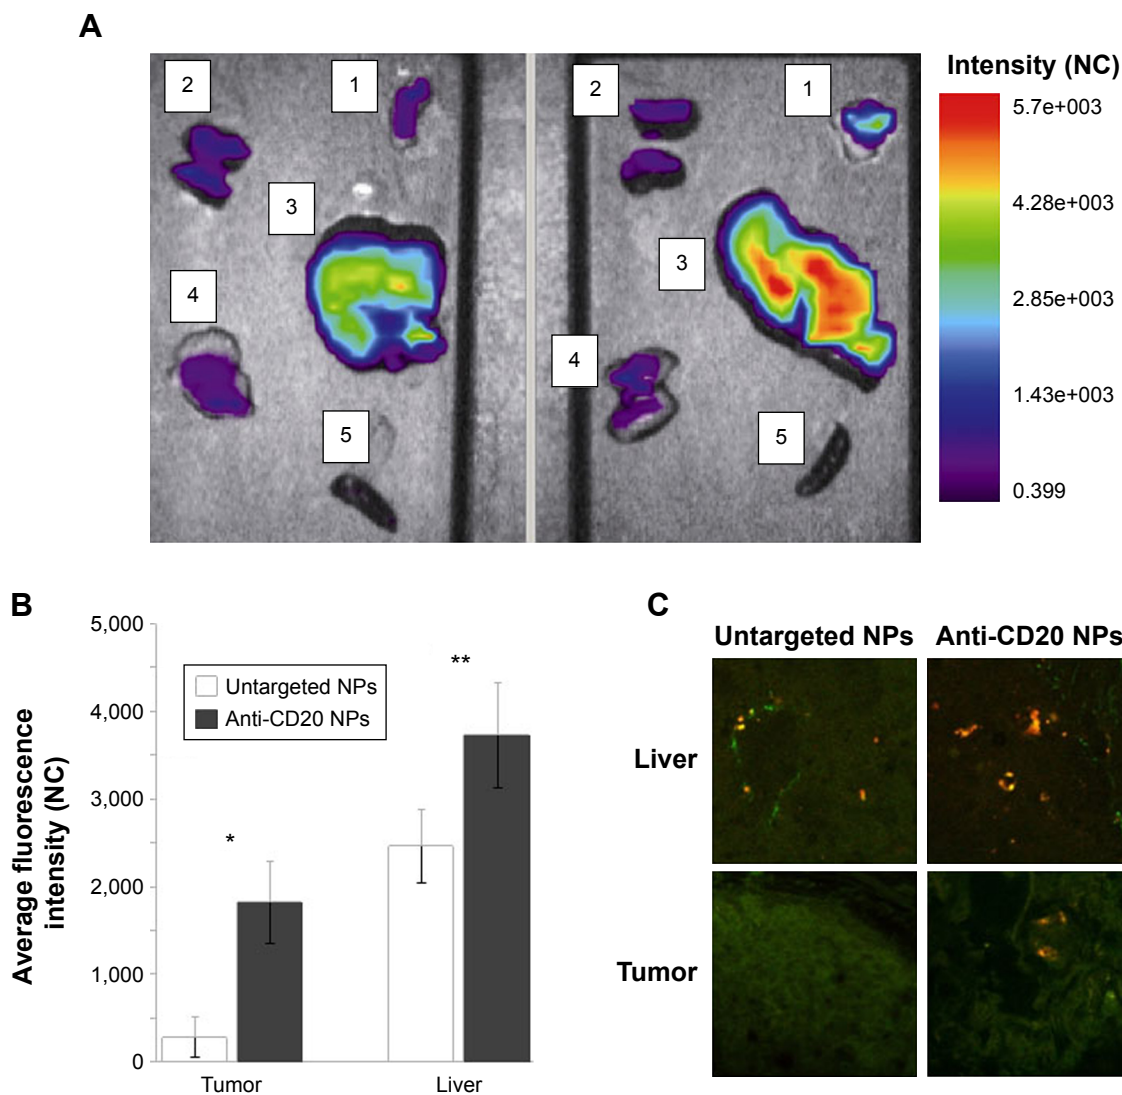 A
2
1
3
4
5
2
1
3
4
5
Intensity (NC)
5.7e+003
4.28e+003
2.85e+003
1.43e+003
0.399
B
Average fluorescence
intensity (NC)
5,000
4,000
3,000
2,000
1,000
0
Untargeted NPs
Anti-CD20 NPs
*
**
Tumor
Liver
C
Untargeted NPs
Anti-CD20 NPs
Liver
Tumor